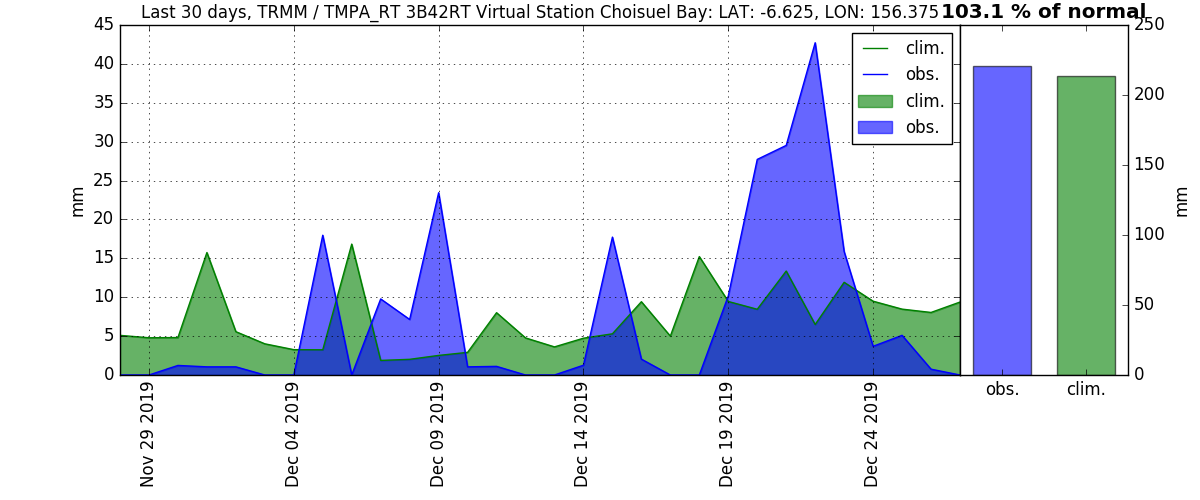 Last 30 days, TRMM / TMPA_RT 3B42RT Virtual Station Choisuel Bay: LAT: -6.625, LON: 156.375
103.1 % of normal
45
40
35
30
25
20
15
10
5
0
mm
clim.
obs.
clim.
obs.
Nov 29 2019
Dec 04 2019
Dec 09 2019
Dec 14 2019
Dec 19 2019
Dec 24 2019
250
200
150
100
50
0
mm
obs.
clim.